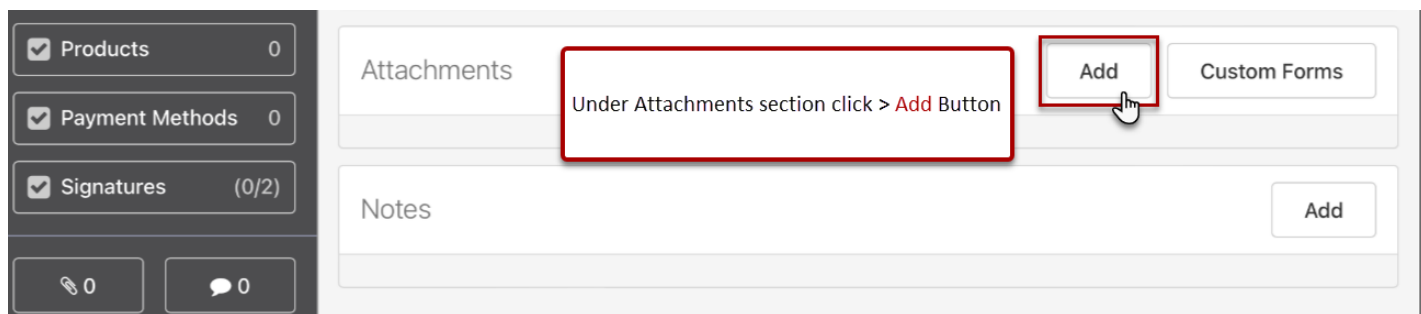 Products 0
Payment Methods 0
Signatures (0/2)
0 0
Attachments
Under Attachments section click > Add Button
Add Custom Forms
Notes
Add